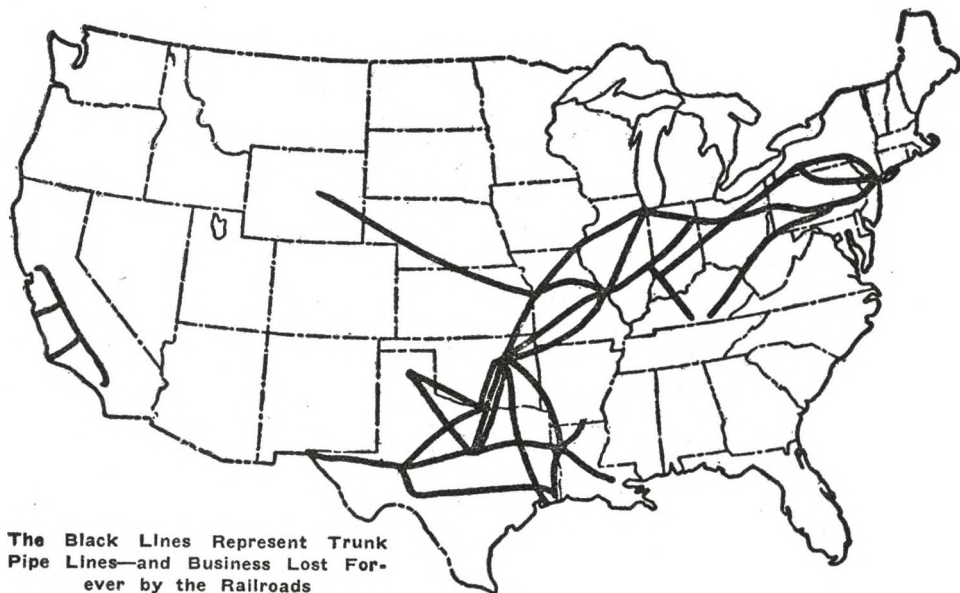 The Black Lines Represent Trunk
Pipe Lines—and Business Lost For-
ever by the Railroads